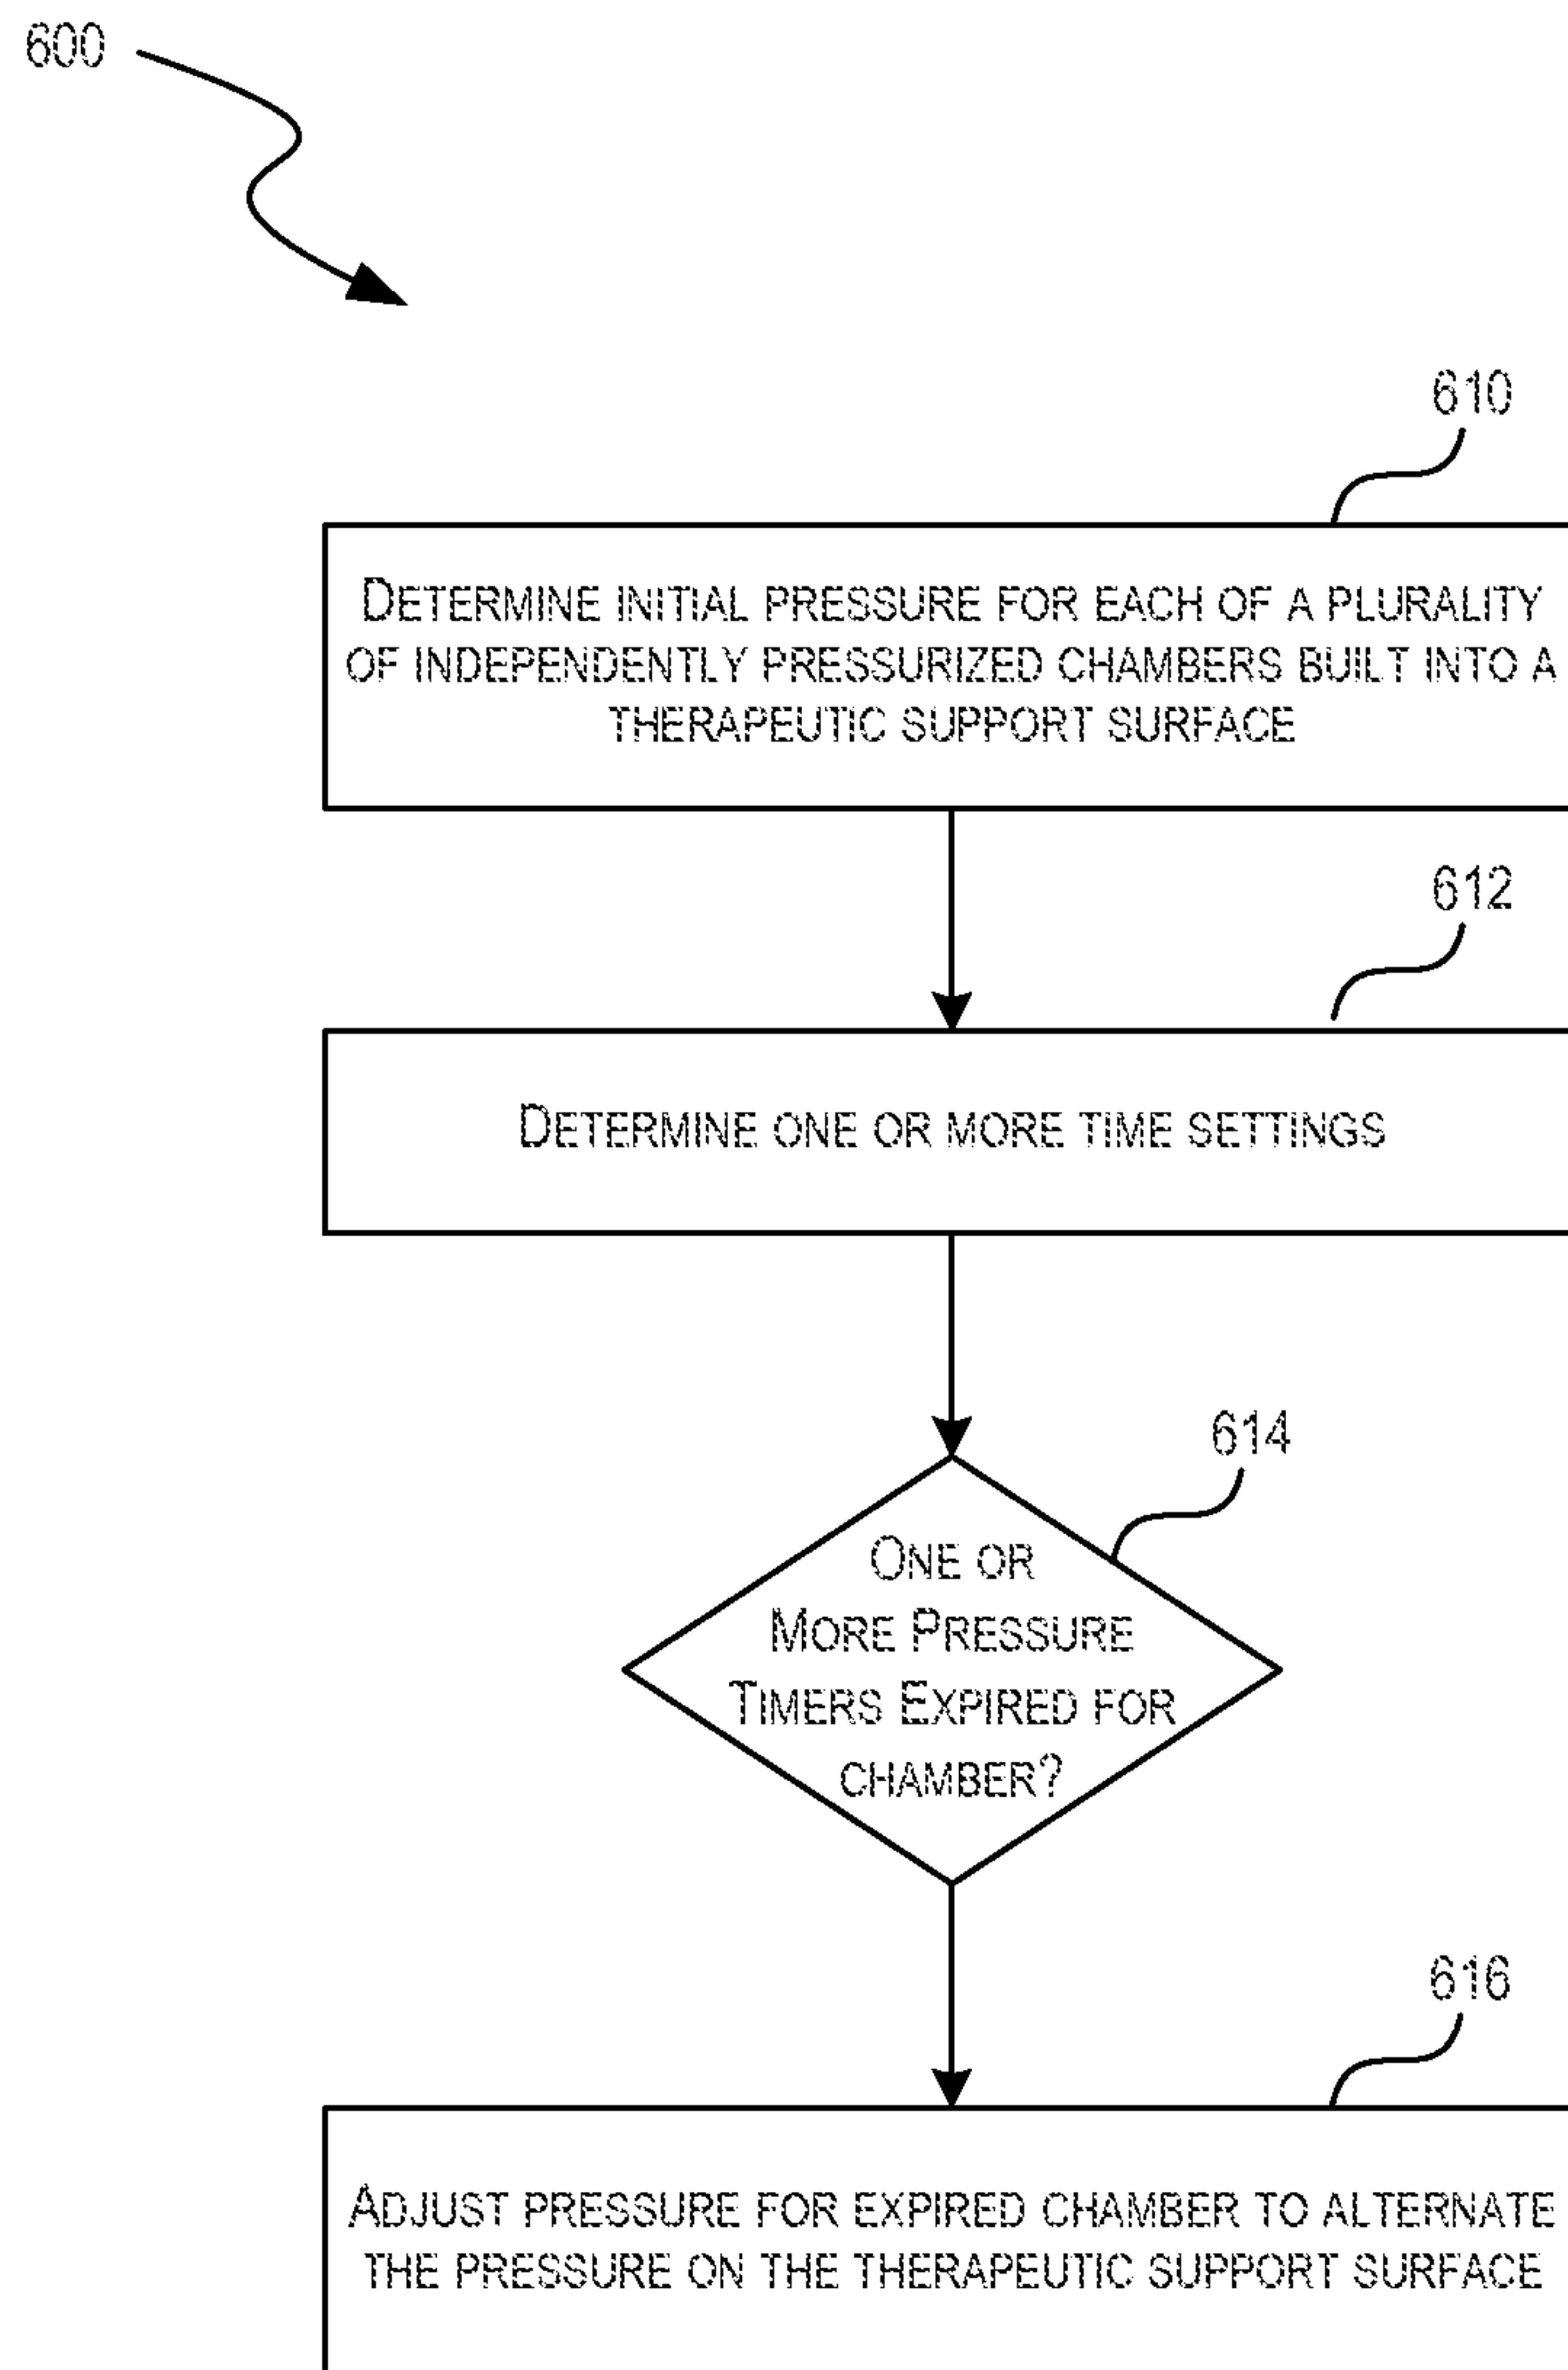 600
610
DETERMINE INITIAL PRESSURE FOR EACH OF A PLURALITY
OF INDEPENDENTLY PRESSURIZED CHAMBERS BUILT INTO A
THERAPEUTIC SUPPORT SURFACE
612
DETERMINE ONE OR MORE TIME SETTINGS
614
ONE OR
MORE PRESSURE
TIMERS EXPIRED FOR
CHAMBER?
616
ADJUST PRESSURE FOR EXPIRED CHAMBER TO ALTERNATE
THE PRESSURE ON THE THERAPEUTIC SUPPORT SURFACE